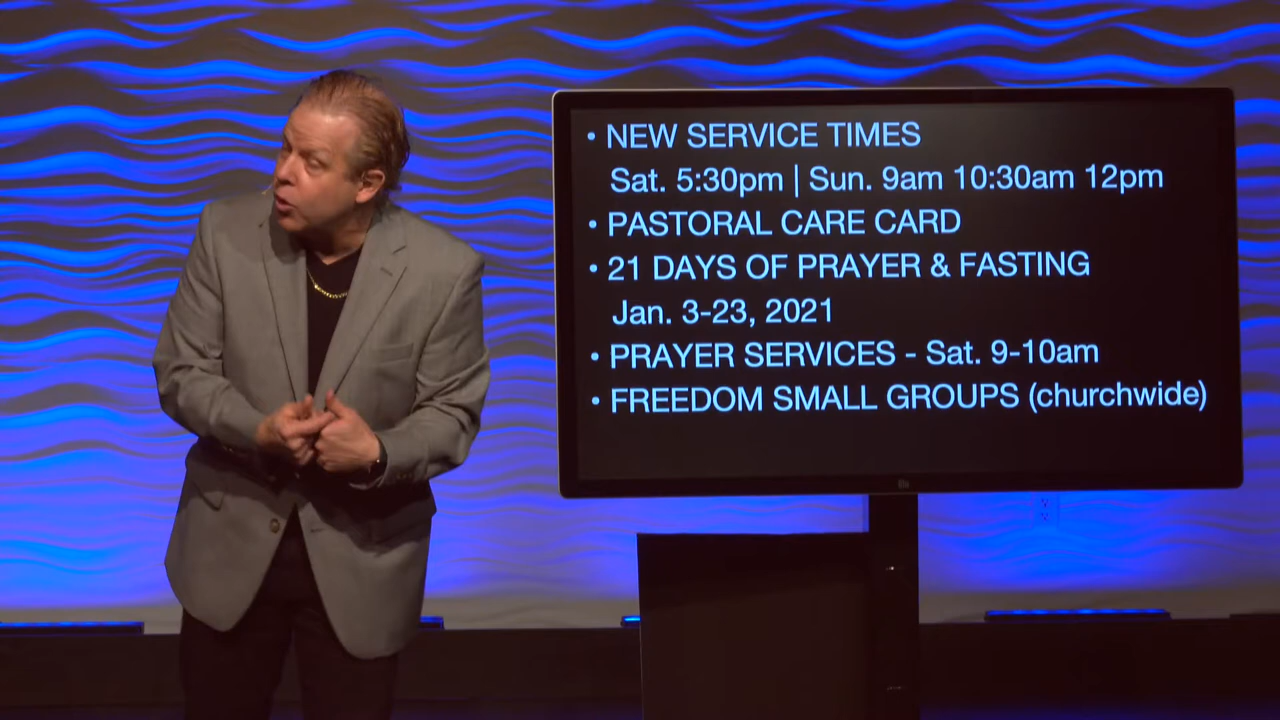 • NEW SERVICE TIMES
Sat. 5:30pm | Sun. 9am 10:30am 12pm
• PASTORAL CARE CARD
• 21 DAYS OF PRAYER & FASTING
Jan. 3-23, 2021
• PRAYER SERVICES - Sat. 9-10am
• FREEDOM SMALL GROUPS (churchwide)
elo